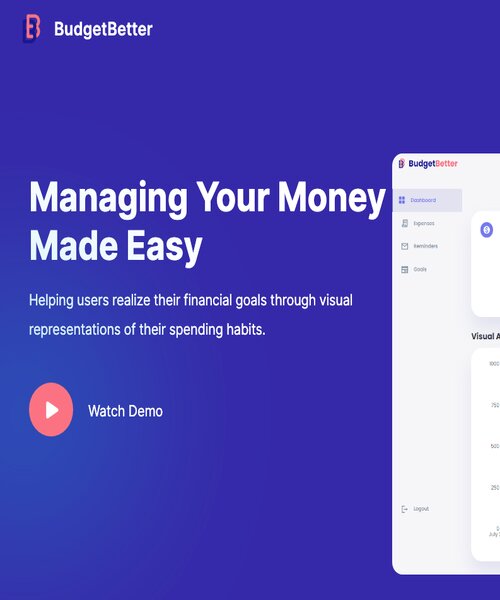 BudgetBetter
Managing Your Money
Made Easy
Helping users realize their financial goals through visual
representations of their spending habits.
Watch Demo
BudgetBetter
Dashboard
Expenses
Reminders
Goals
Logout
Visual A
1000
750
500
250
0
July